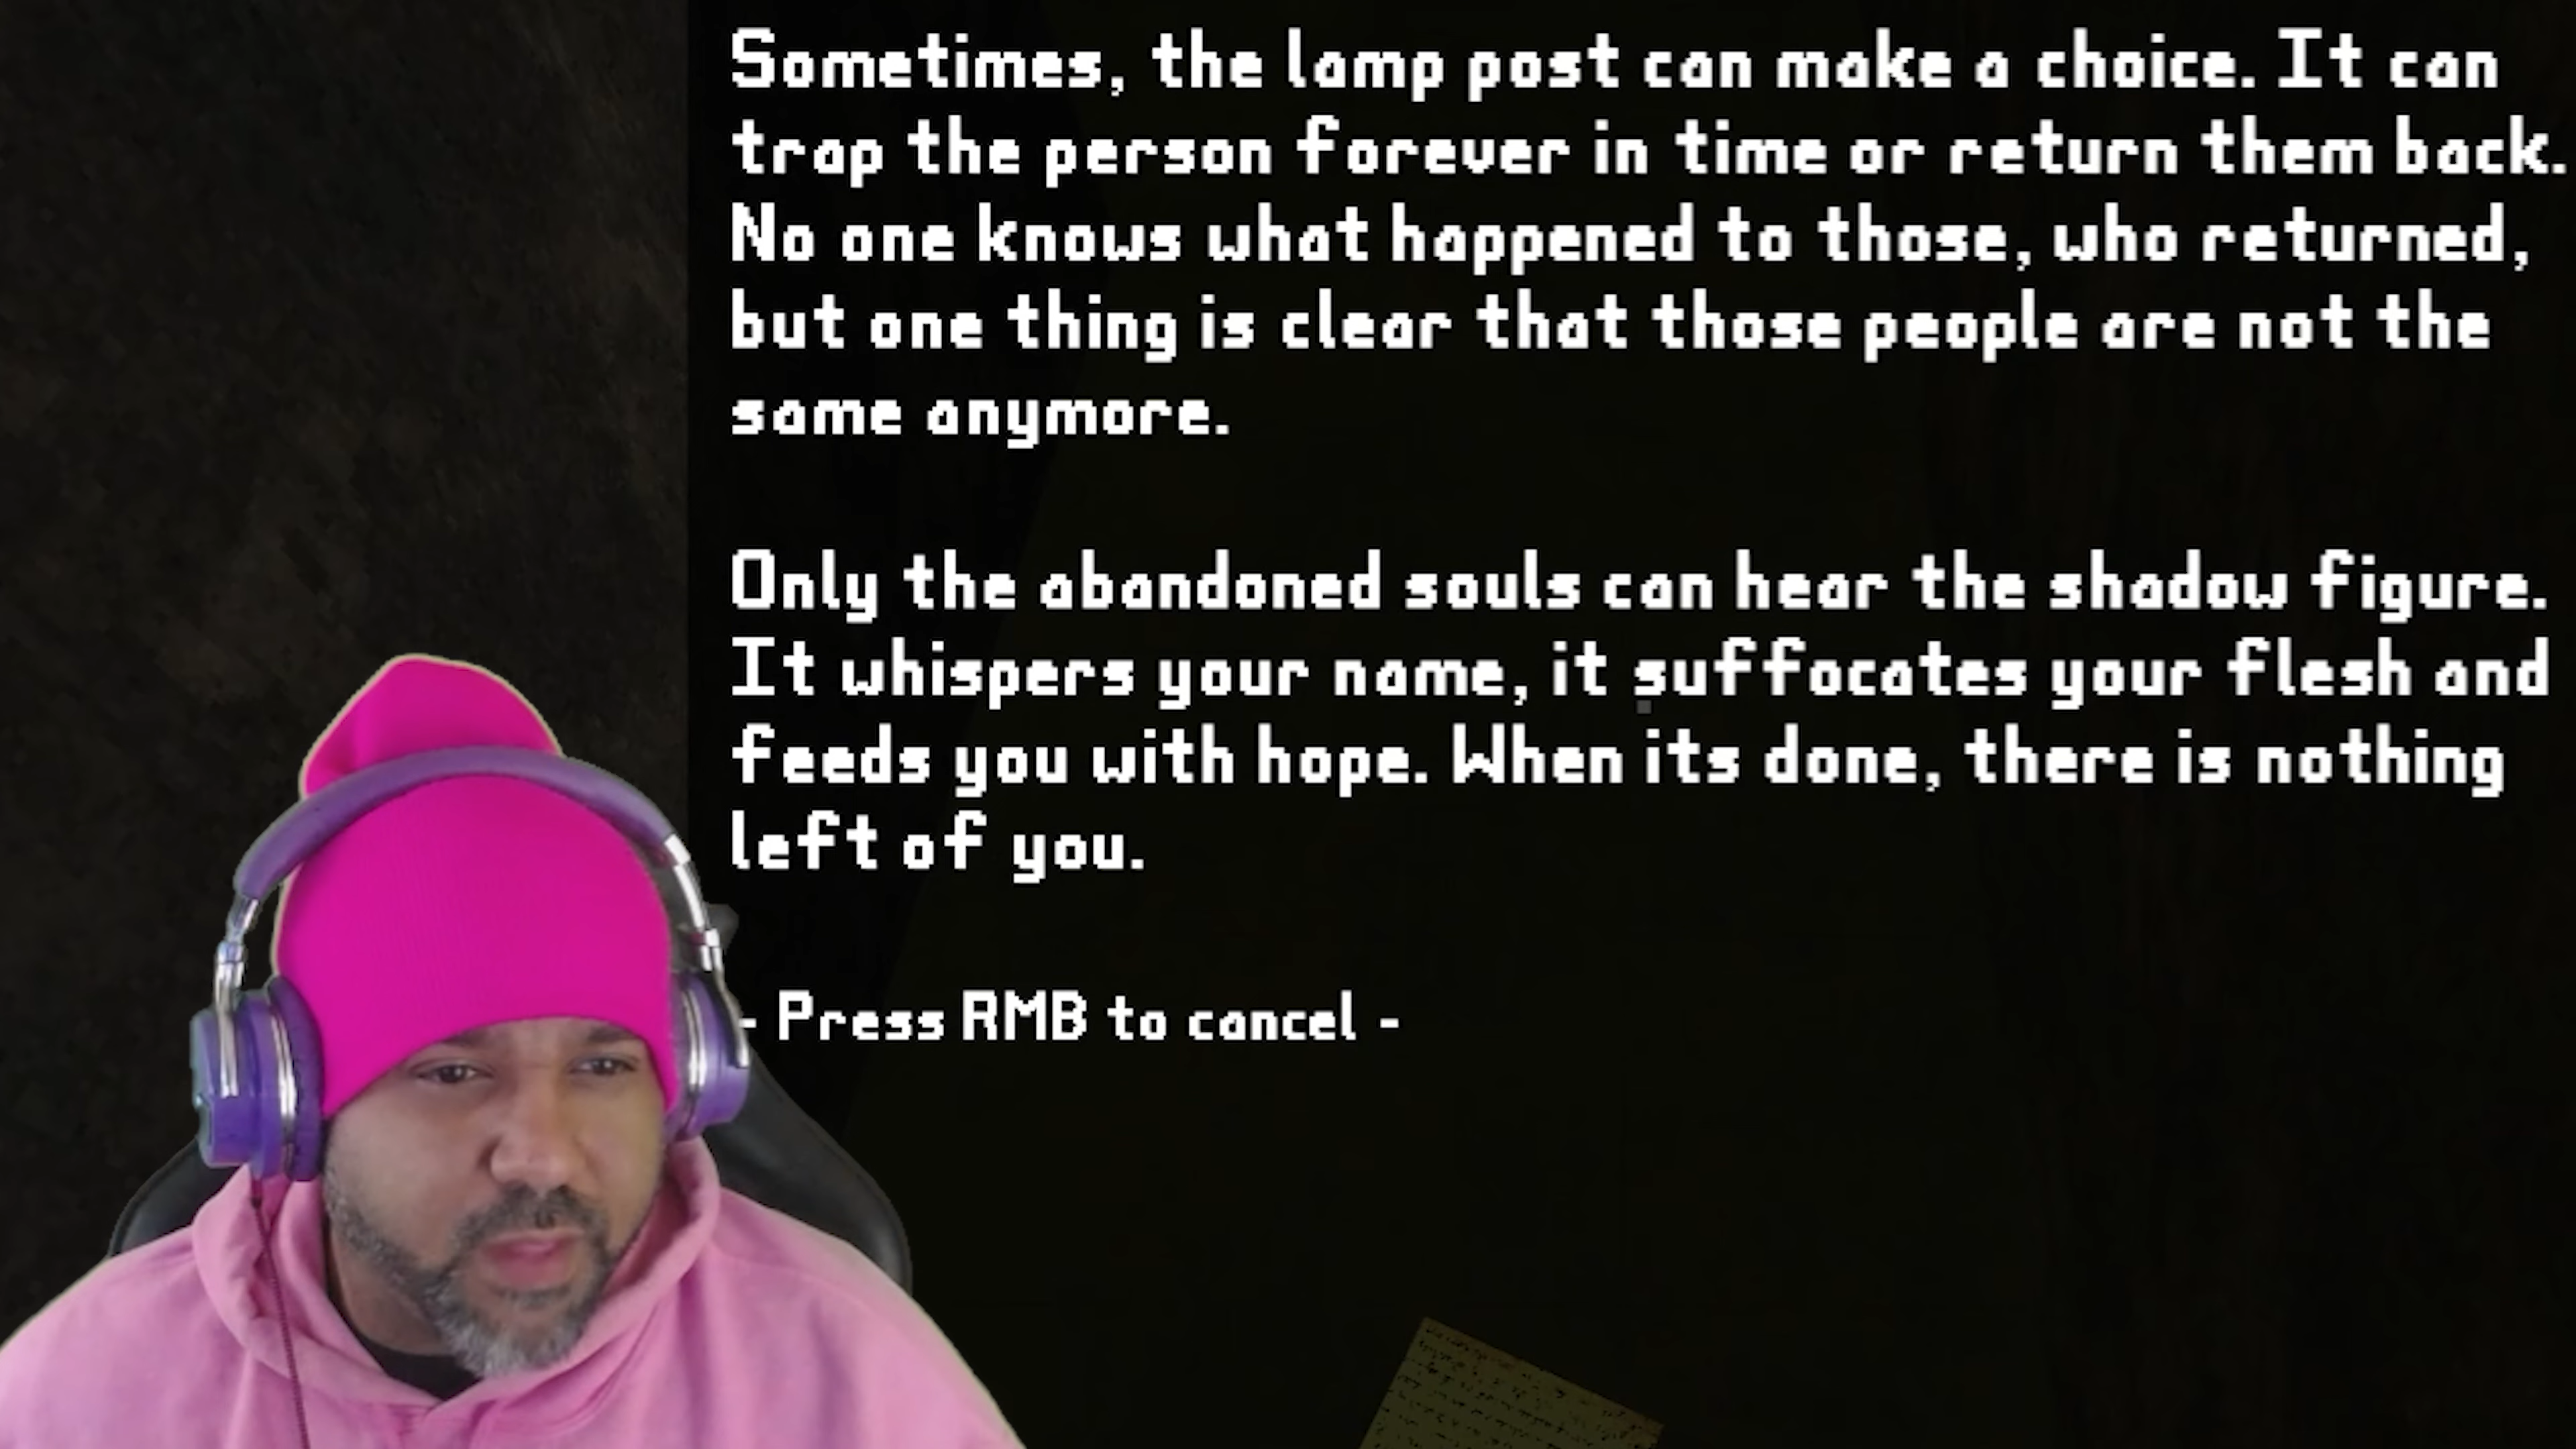 Sometimes, the lamp post can make a choice. It can
trap the person forever in time or return them back.
No one knows what happened to those, who returned,
but one thing is clear that those people are not the
same anymore.
Only the abandoned souls can hear the shadow figure.
It whispers your name, it suffocates your flesh and
feeds you with hope. When its done, there is nothing
left of you.
- Press RMB to cancel -